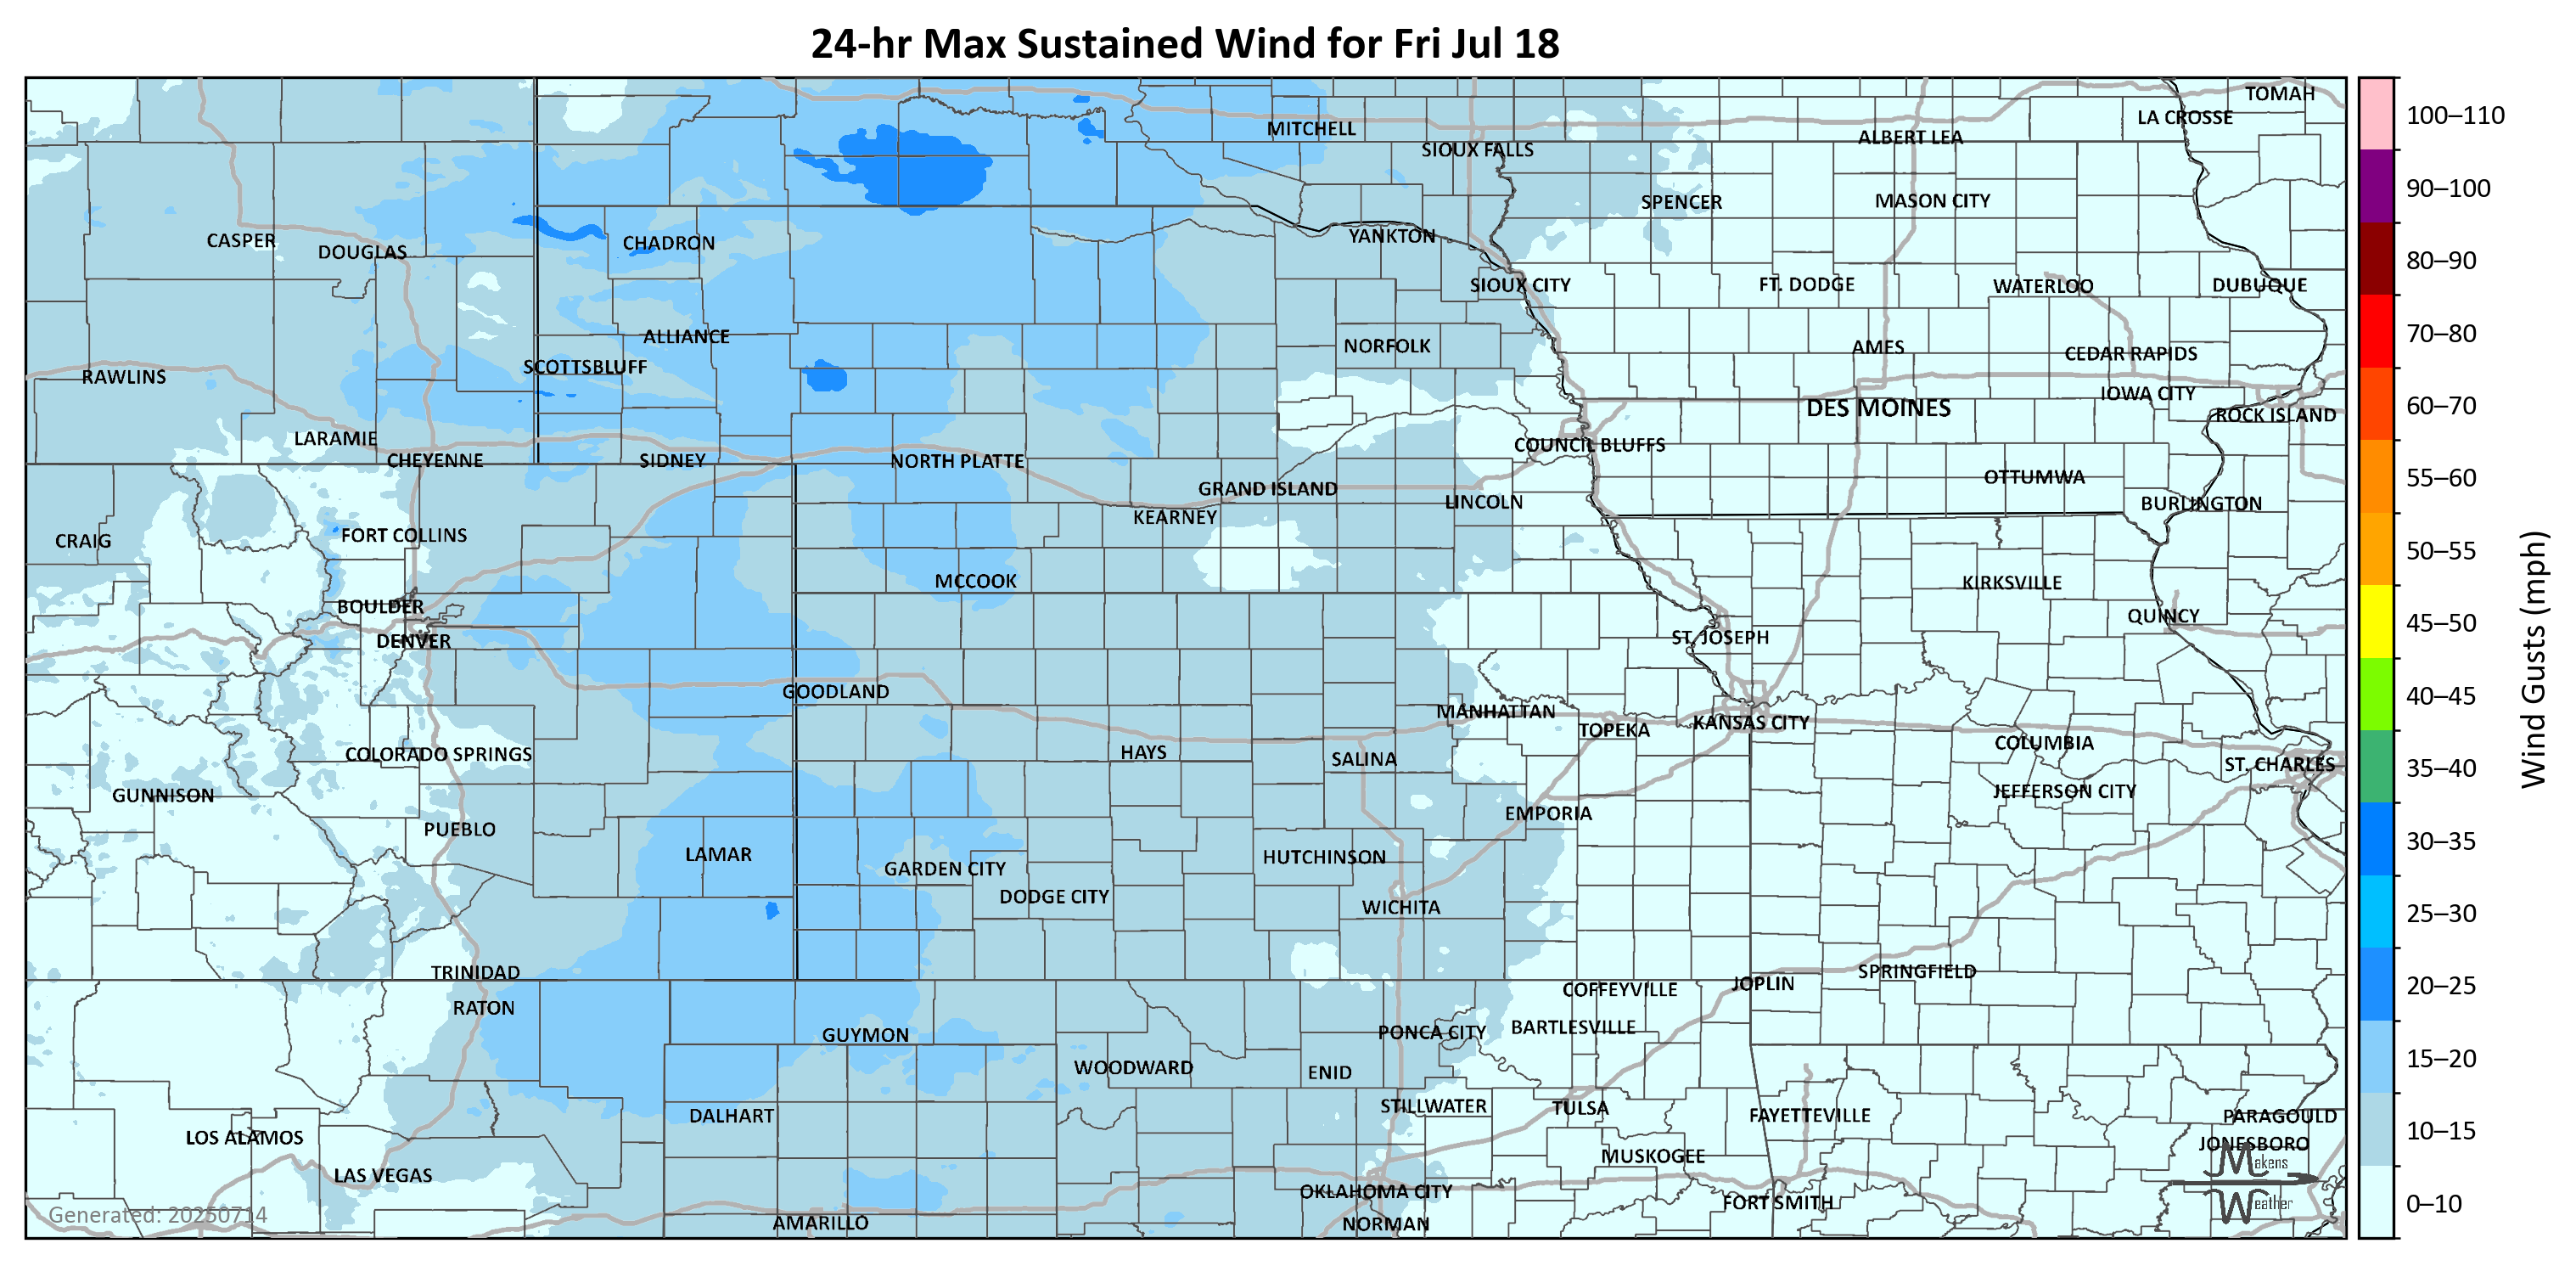 24-hr Max Sustained Wind for Fri Jul 18
TOMAH
LA CROSSE
MITCHELL
ALBERT LEA
SIOUX FALLS
SPENCER
MASON CITY
CASPER
DOUGLAS
CHADRON
YANKTON
SIOUX CITY
FT. DODGE
WATERLOO
DUBUQUE
ALLIANCE
NORFOLK
AMES
CEDAR RAPIDS
SCOTTSBLUFF
RAWLINS
IOWA CITY
DES MOINES
ROCK ISLAND
LARAMIE
COUNCIL BLUFFS
CHEYENNE
SIDNEY
NORTH PLATTE
OTTUMWA
GRAND ISLAND
LINCOLN
BURLINGTON
KEARNEY
CRAIG
FORT COLLINS
MCCOOK
KIRKSVILLE
BOULDER
QUINCY
DENVER
ST. JOSEPH
GOODLAND
MANHATTAN
TOPEKA
KANSAS CITY
COLORADO SPRINGS
HAYS
SALINA
COLUMBIA
ST. CHARLES
GUNNISON
JEFFERSON CITY
EMPORIA
PUEBLO
LAMAR
HUTCHINSON
GARDEN CITY
DODGE CITY
WICHITA
TRINIDAD
SPRINGFIELD
JOPLIN
COFFEYVILLE
RATON
GUYMON
PONCA CITY
BARTLESVILLE
WOODWARD
ENID
STILLWATER
TULSA
DALHART
FAYETTEVILLE
PARAGOULD
LOS ALAMOS
JONESBORO
MUSKOGEE
LAS VEGAS
OKLAHOMA CITY
FORT SMITH
AMARILLO
NORMAN
Generated: 20250714
Makens
Weather
100–110
90–100
80–90
70–80
60–70
55–60
50–55
45–50
40–45
35–40
30–35
25–30
20–25
15–20
10–15
0–10
Wind Gusts (mph)